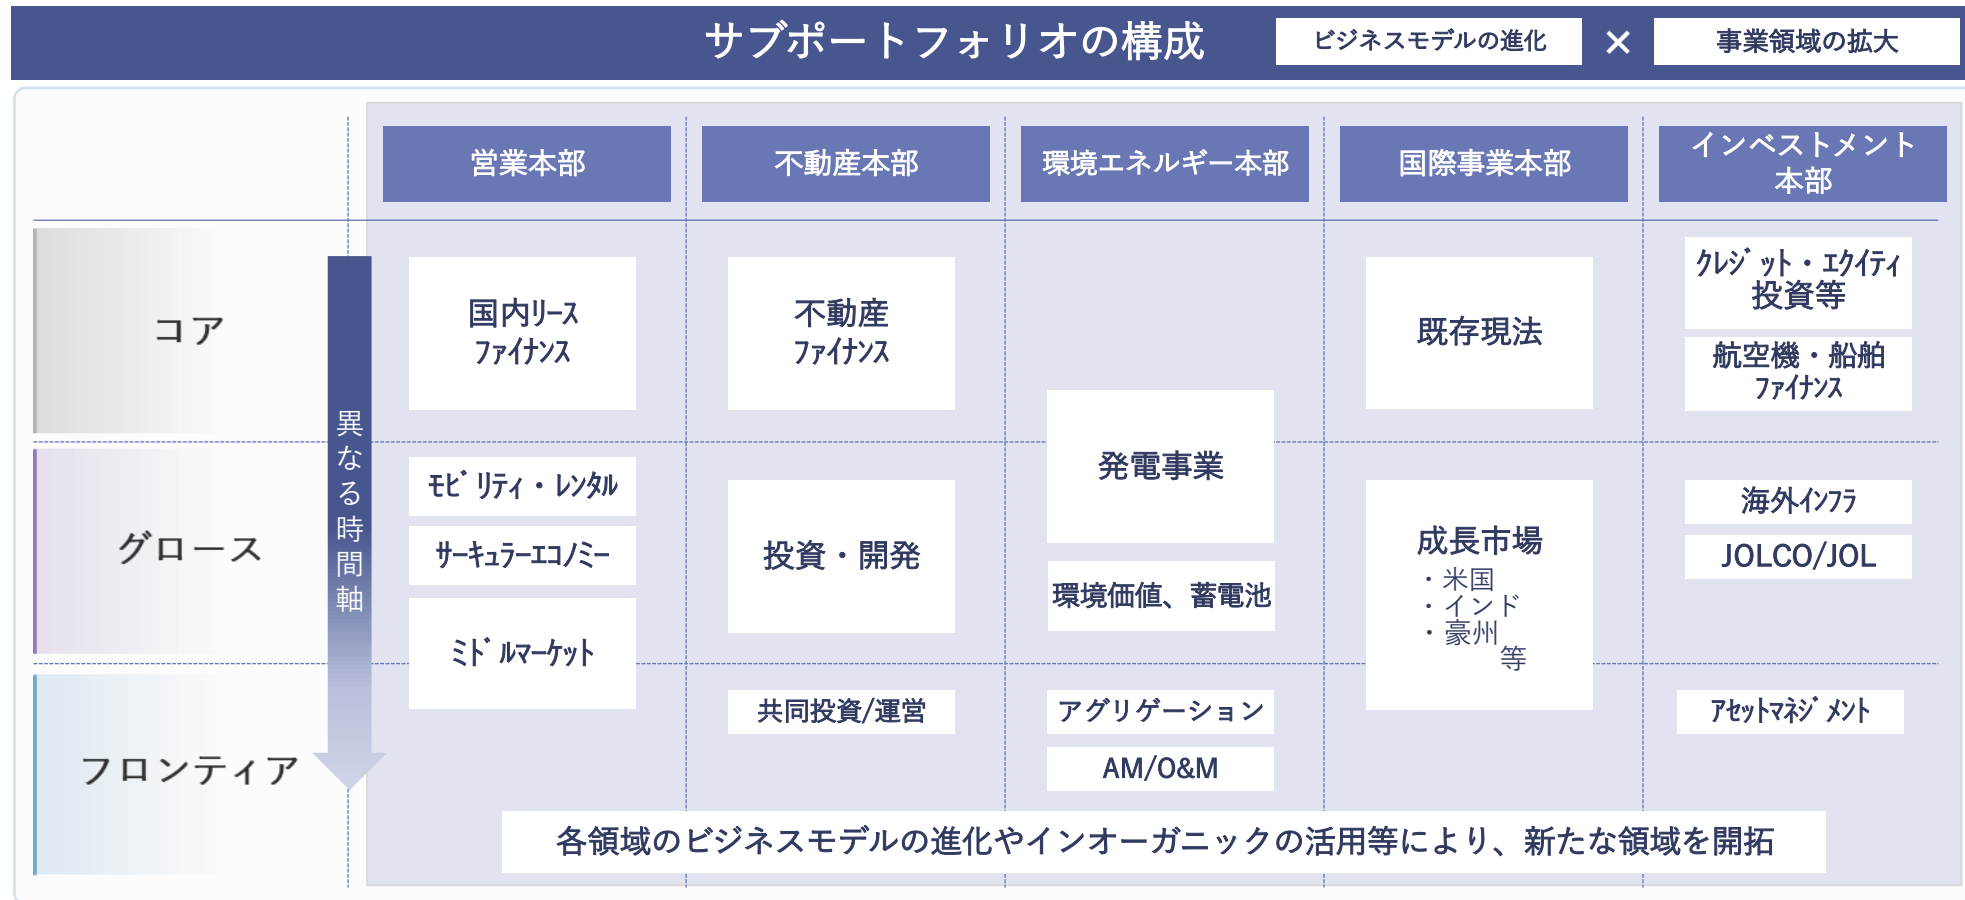 サブポートフォリオの構成
ビジネスモデルの進化
×
事業領域の拡大
営業本部
不動産本部
環境エネルギー本部
国際事業本部
インベストメント
本部
異なる時間軸
コア
国内ﾘｰｽ
ﾌｧｲﾅﾝｽ
不動産
ﾌｧｲﾅﾝｽ
発電事業
既存現法
ｸﾚｼﾞｯﾄ・ｴｸｲﾃｨ
投資等
航空機・船舶
ﾌｧｲﾅﾝｽ
グロース
ﾓﾋﾞﾘﾃｨ・ﾚﾝﾀﾙ
ｻｰｷｭﾗｰｴｺﾉﾐｰ
ﾐﾄﾞﾙﾏｰｹｯﾄ
投資・開発
環境価値、蓄電池
成長市場
・米国
・インド
・豪州
等
海外ｲﾝﾌﾗ
JOLCO/JOL
フロンティア
共同投資/運営
アグリゲーション
AM/O&M
ｱｾｯﾄﾏﾈｼﾞﾒﾝﾄ
各領域のビジネスモデルの進化やインオーガニックの活用等により、新たな領域を開拓